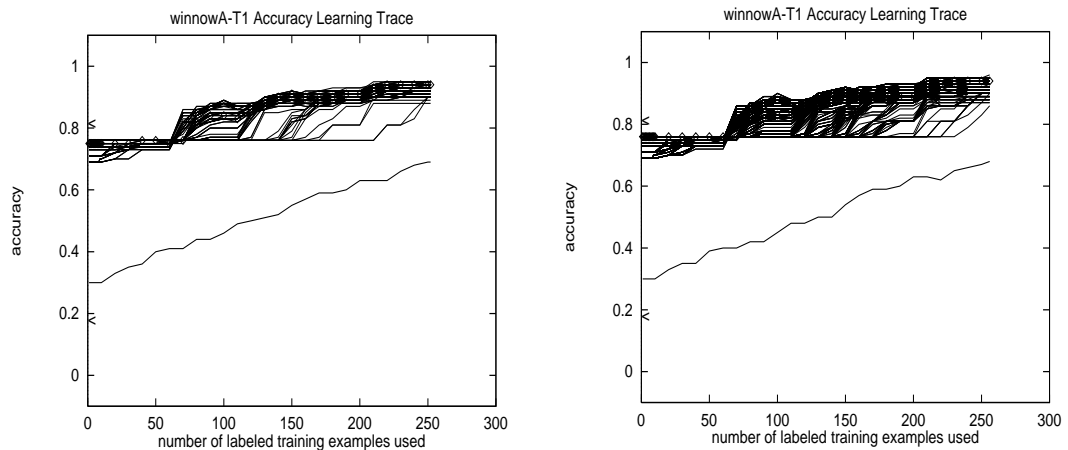 winnowA-T1 Accuracy Learning Trace
accuracy
1
0.8
0.6
0.4
0.2
0
<
<
0 50 100 150 200 250 300
number of labeled training examples used
winnowA-T1 Accuracy Learning Trace
accuracy
1
0.8
0.6
0.4
0.2
0
<
<
0 50 100 150 200 250 300
number of labeled training examples used